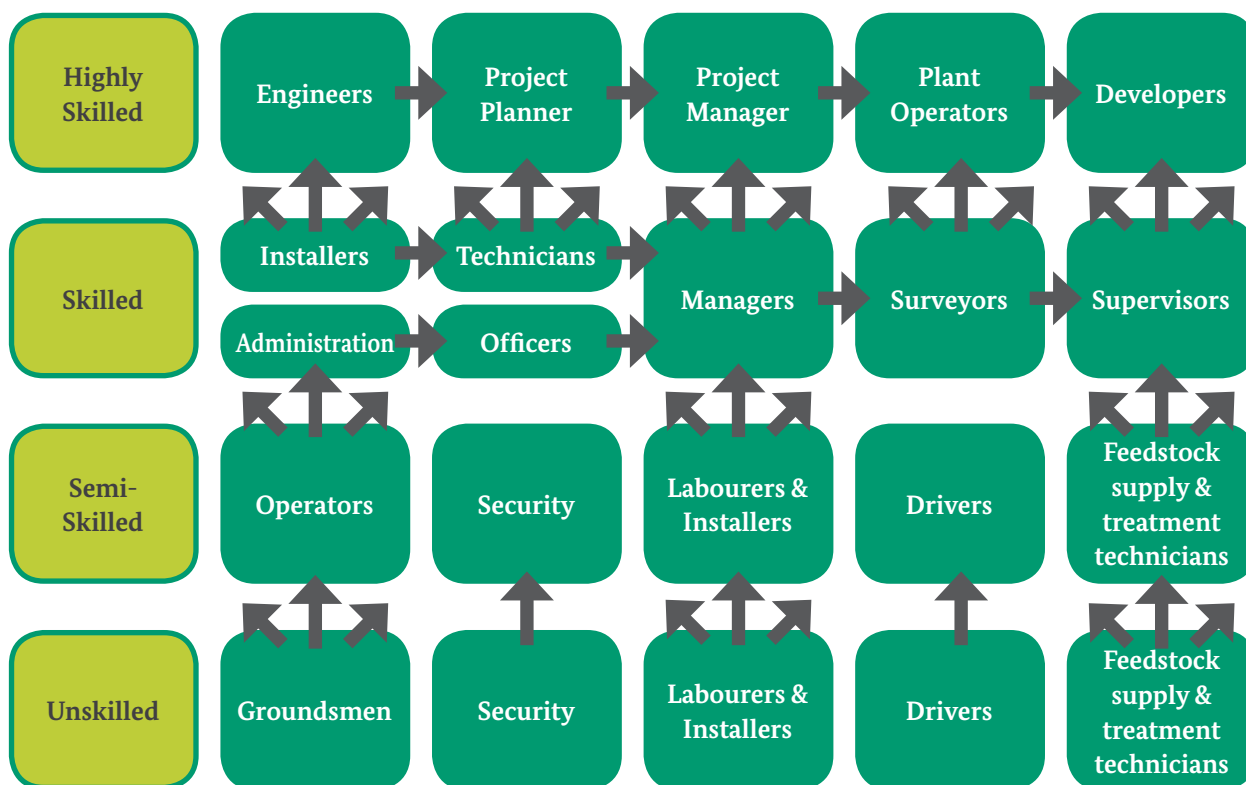 Highly
Skilled
Engineers
Project
Planner
Project
Manager
Plant
Operators
Developers
Skilled
Installers
Technicians
Administration
Officers
Managers
Surveyors
Supervisors
Semi-
Skilled
Operators
Security
Labourers &
Installers
Drivers
Feedstock
supply &
treatment
technicians
Unskilled
Groundsmen
Security
Labourers &
Installers
Drivers
Feedstock
supply &
treatment
technicians